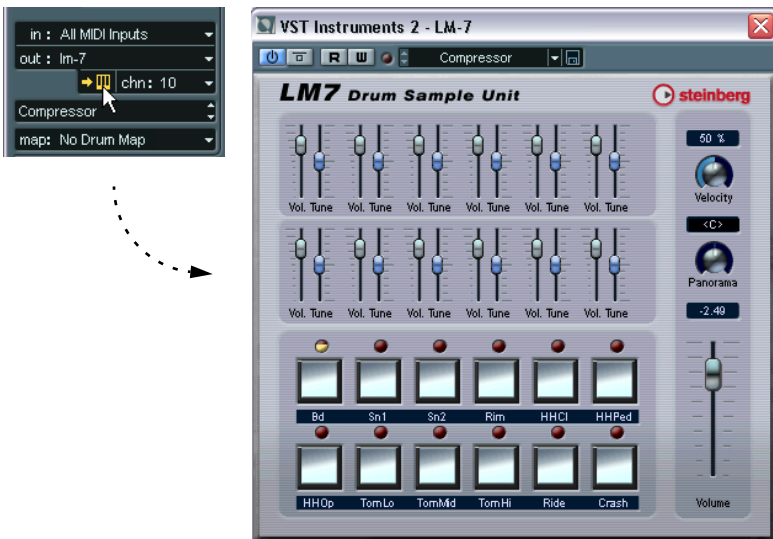 in : All MIDI Inputs
out : lm-7
chn: 10
Compressor
map: No Drum Map
VST Instruments 2 - LM-7
R W Compressor
LM7 Drum Sample Unit
steinberg
50 %
Velocity
<C>
Panorama
-2.49
Vol. Tune Vol. Tune Vol. Tune Vol. Tune Vol. Tune Vol. Tune
Vol. Tune Vol. Tune Vol. Tune Vol. Tune Vol. Tune Vol. Tune
Bd Sn1 Sn2 Rim HHCl HHPed
HHOp TomLo TomMid TomHi Ride Crash
Volume